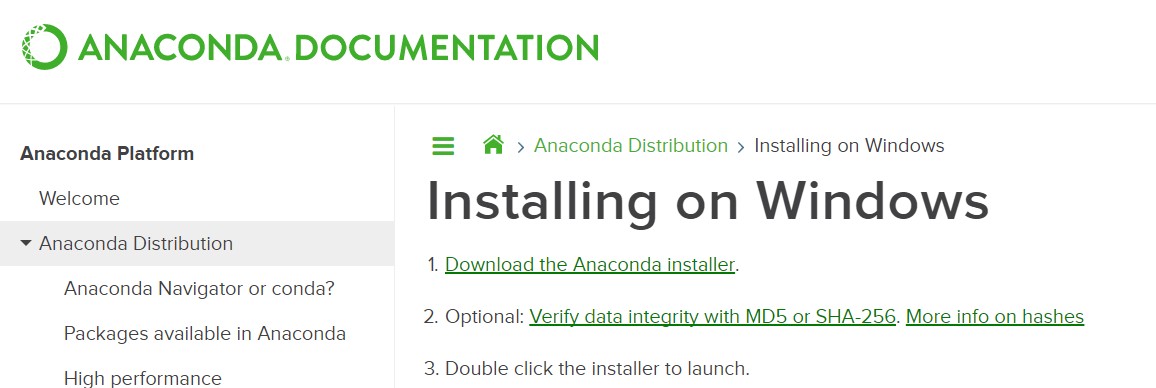 ANACONDA® DOCUMENTATION
Anaconda Platform
Welcome
Anaconda Distribution
Anaconda Navigator or conda?
Packages available in Anaconda
High performance
> Anaconda Distribution > Installing on Windows
Installing on Windows
1. Download the Anaconda installer.
2. Optional: Verify data integrity with MD5 or SHA-256. More info on hashes
3. Double click the installer to launch.